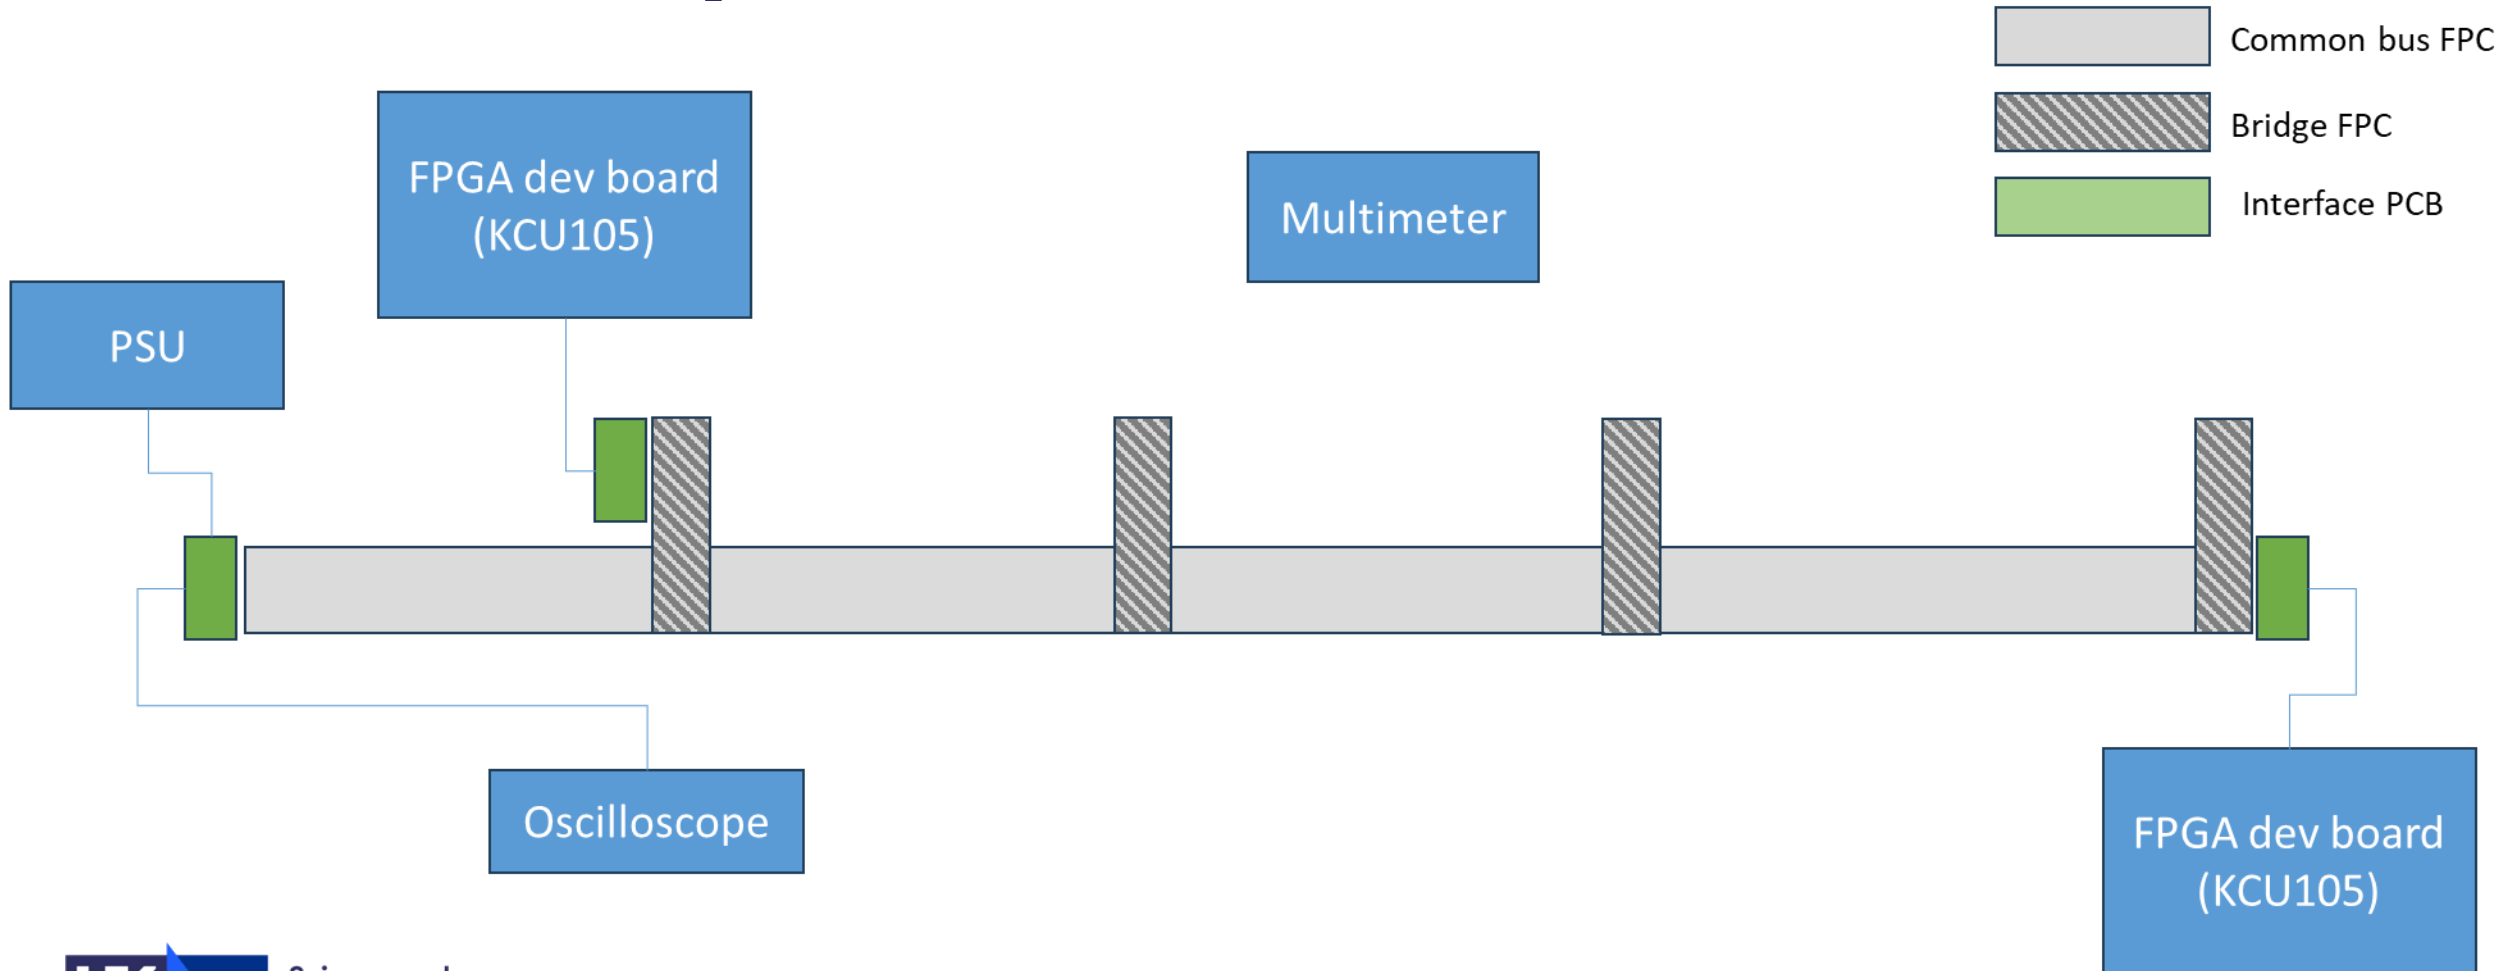 Common bus FPC
Bridge FPC
Interface PCB
FPGA dev board
(KCU105)
Multimeter
PSU
Oscilloscope
FPGA dev board
(KCU105)